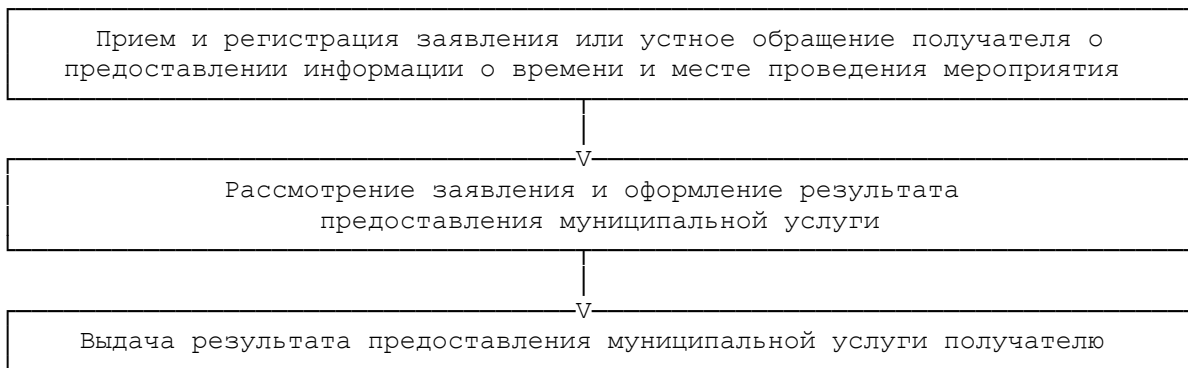 Прием и регистрация заявления или устное обращение получателя о
предоставлении информации о времени и месте проведения мероприятия
Рассмотрение заявления и оформление результата
предоставления муниципальной услуги
Выдача результата предоставления муниципальной услуги получателю